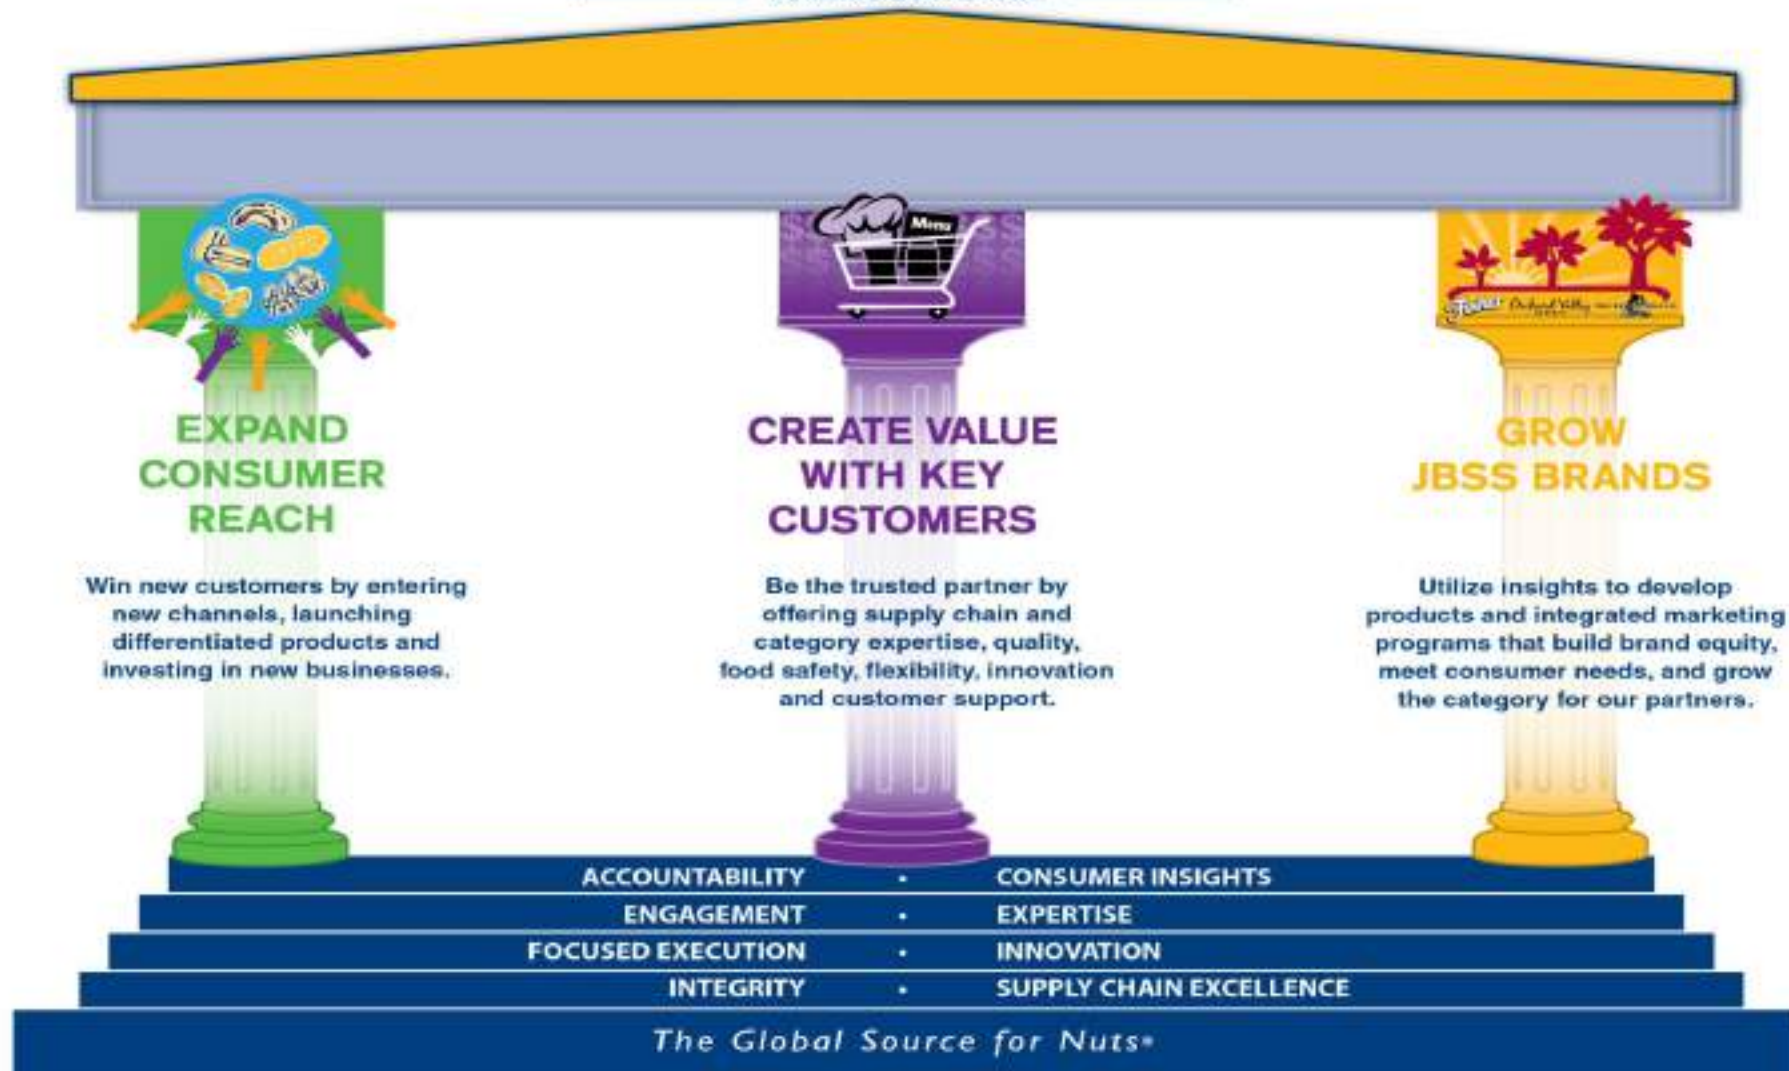 Menu
Fisher
Orchard Valley
EXPAND
CONSUMER
REACH
Win new customers by entering
new channels, launching
differentiated products and
investing in new businesses.
CREATE VALUE
WITH KEY
CUSTOMERS
Be the trusted partner by
offering supply chain and
category expertise, quality,
food safety, flexibility, innovation
and customer support.
GROW
JBSS BRANDS
Utilize insights to develop
products and integrated marketing
programs that build brand equity,
meet consumer needs, and grow
the category for our partners.
ACCOUNTABILITY • CONSUMER INSIGHTS
ENGAGEMENT • EXPERTISE
FOCUSED EXECUTION • INNOVATION
INTEGRITY • SUPPLY CHAIN EXCELLENCE
The Global Source for Nuts®